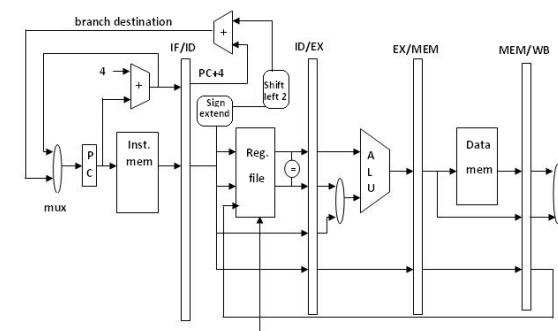 branch destination
+
IF/ID
ID/EX
EX/MEM
MEM/WB
4
+
PC+4
Shift
left 2
Sign
extend
P
C
Inst.
mem
Reg.
file
=
A
L
U
Data
mem
mux